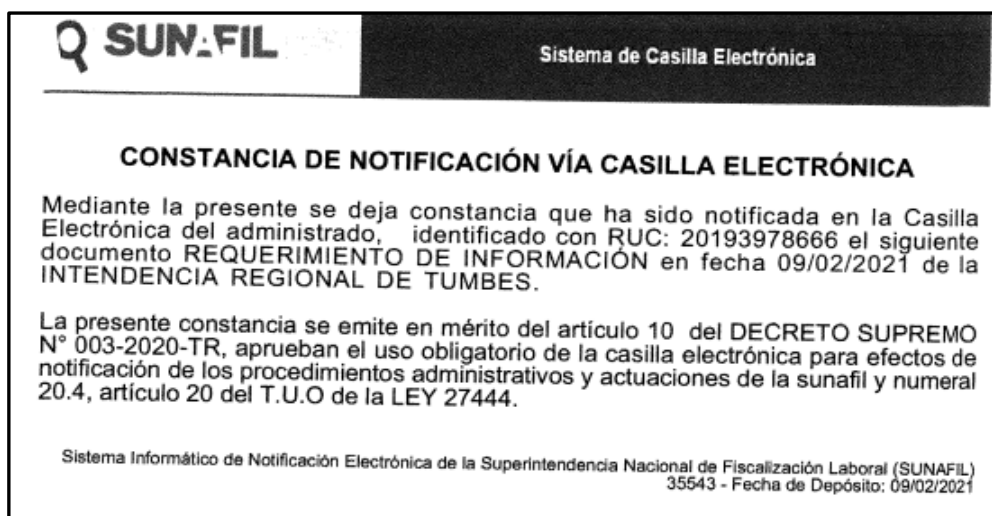 SUNAFIL
Sistema de Casilla Electrónica
CONSTANCIA DE NOTIFICACIÓN VÍA CASILLA ELECTRÓNICA
Mediante la presente se deja constancia que ha sido notificada en la Casilla
Electrónica del administrado, identificado con RUC: 20193978666 el siguiente
documento REQUERIMIENTO DE INFORMACIÓN en fecha 09/02/2021 de la
INTENDENCIA REGIONAL DE TUMBES.
La presente constancia se emite en mérito del artículo 10 del DECRETO SUPREMO
N° 003-2020-TR, aprueban el uso obligatorio de la casilla electrónica para efectos de
notificación de los procedimientos administrativos y actuaciones de la sunafil y numeral
20.4, artículo 20 del T.U.O de la LEY 27444.
Sistema Informático de Notificación Electrónica de la Superintendencia Nacional de Fiscalización Laboral (SUNAFIL)
35543 - Fecha de Depósito: 09/02/2021